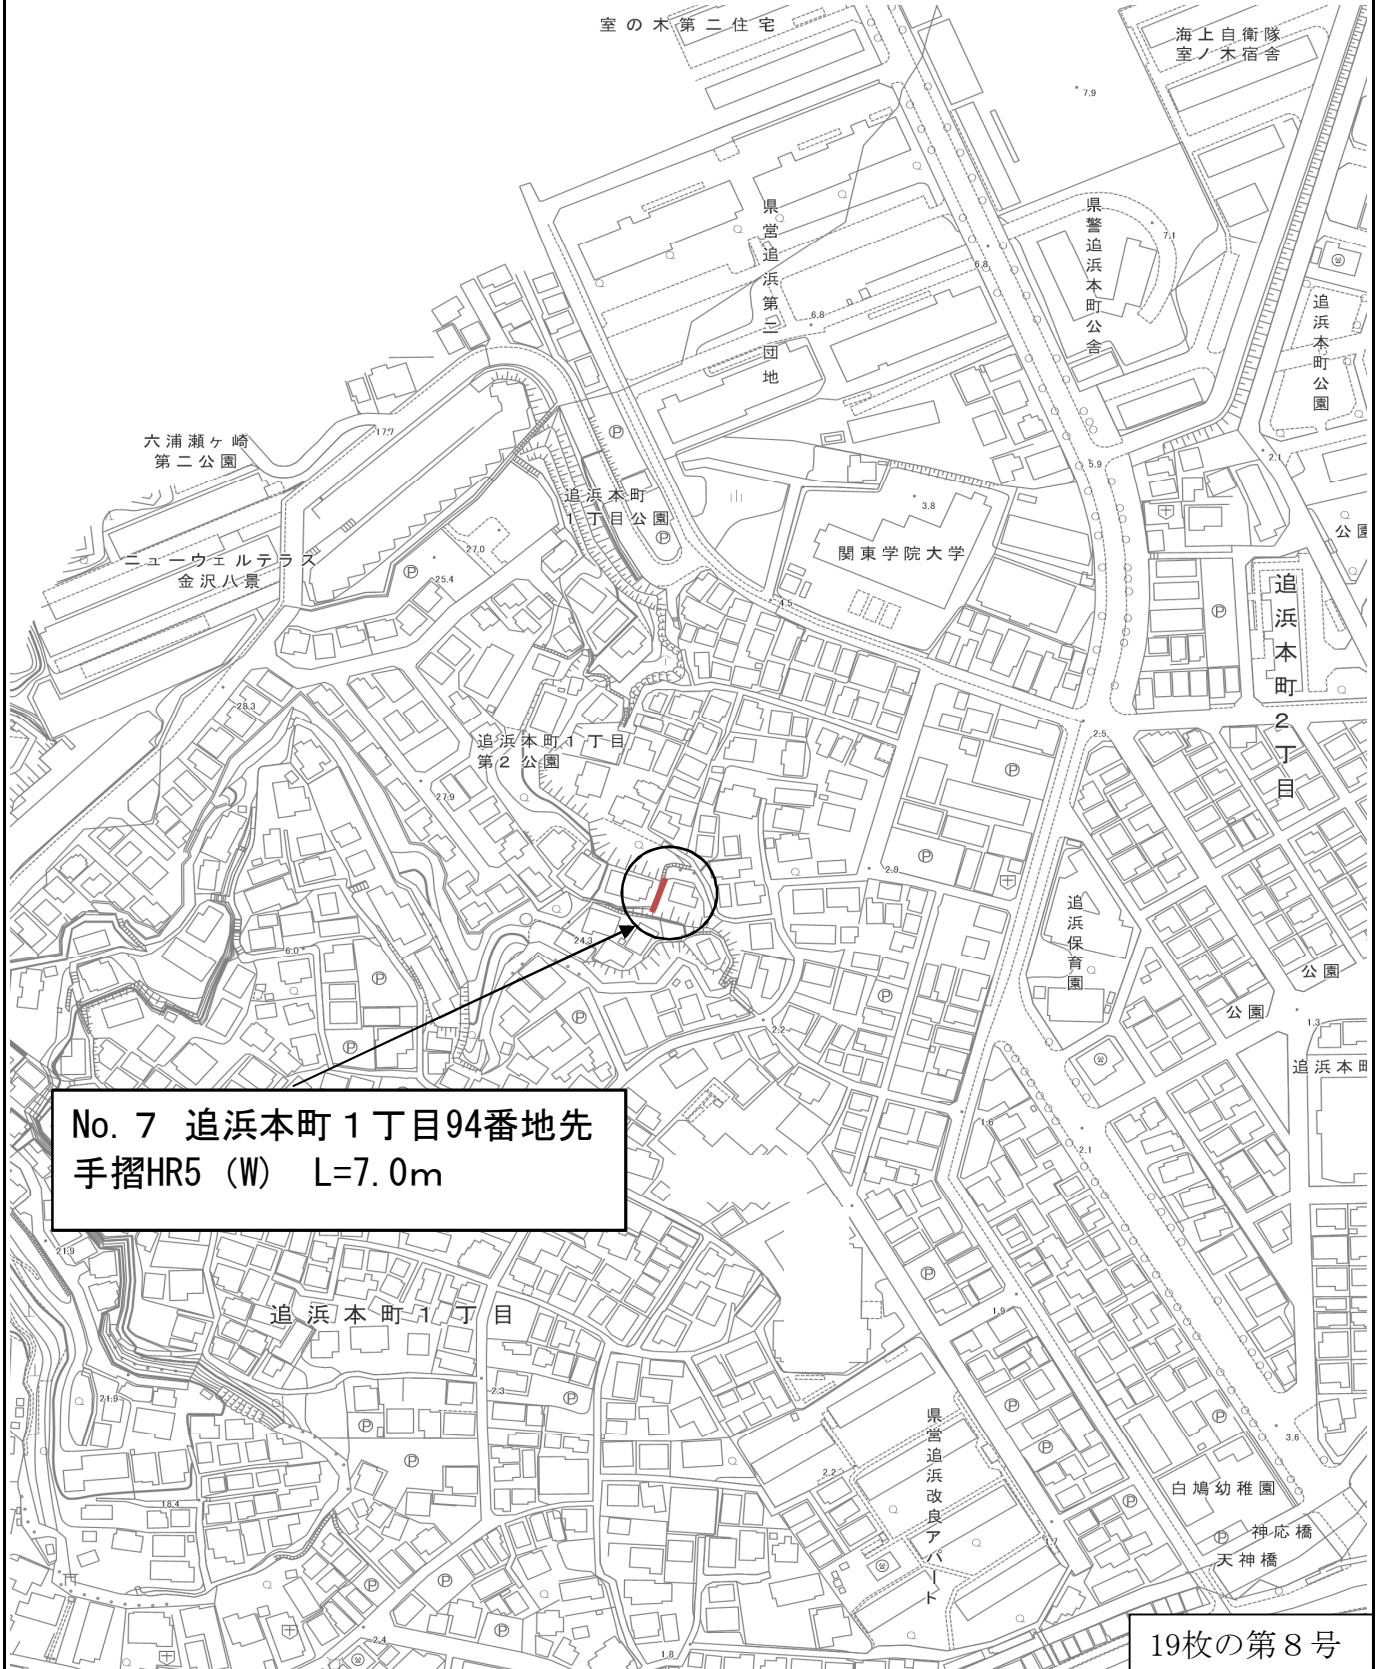 室の木第二住宅
海上自衛隊
室ノ木宿舎
7.9
県営追浜第二団地
県警追浜本町公舎
7.1
6.8
6.8
追浜本町公園
17.7
六浦瀬ヶ崎
第二公園
追浜本町
1丁目公園
2.1
5.9
3.8
関東学院大学
公園
ニューウェルテラス
金沢八景
27.0
25.4
4.5
追浜本町2丁目
28.3
追浜本町1丁目
第2公園
2.5
27.9
2.9
追浜保育園
24.3
6.0
公園
公園
2.2
1.3
追浜本町
No.７ 追浜本町１丁目94番地先
手摺HR5 (W) L=7.0m
1.6
2.1
21.9
追浜本町1丁目
1.9
2.3
21.9
県営追浜改良アパート
3.6
2.2
白鳩幼稚園
18.4
神応橋
天神橋
1.7
2.4
1.8
19枚の第８号